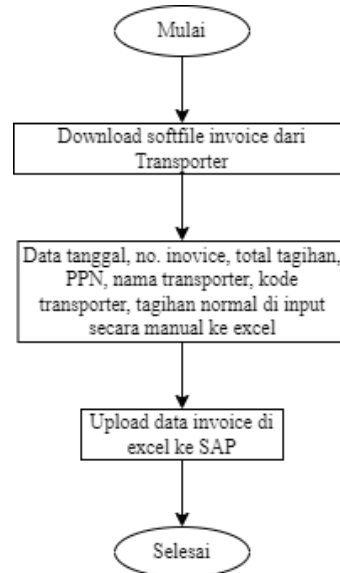 Mulai
Download softfile invoice dari
Transporter
Data tanggal, no. inovice, total tagihan,
PPN, nama transporter, kode
transporter, tagihan normal di input
secara manual ke excel
Upload data invoice di
excel ke SAP
Selesai